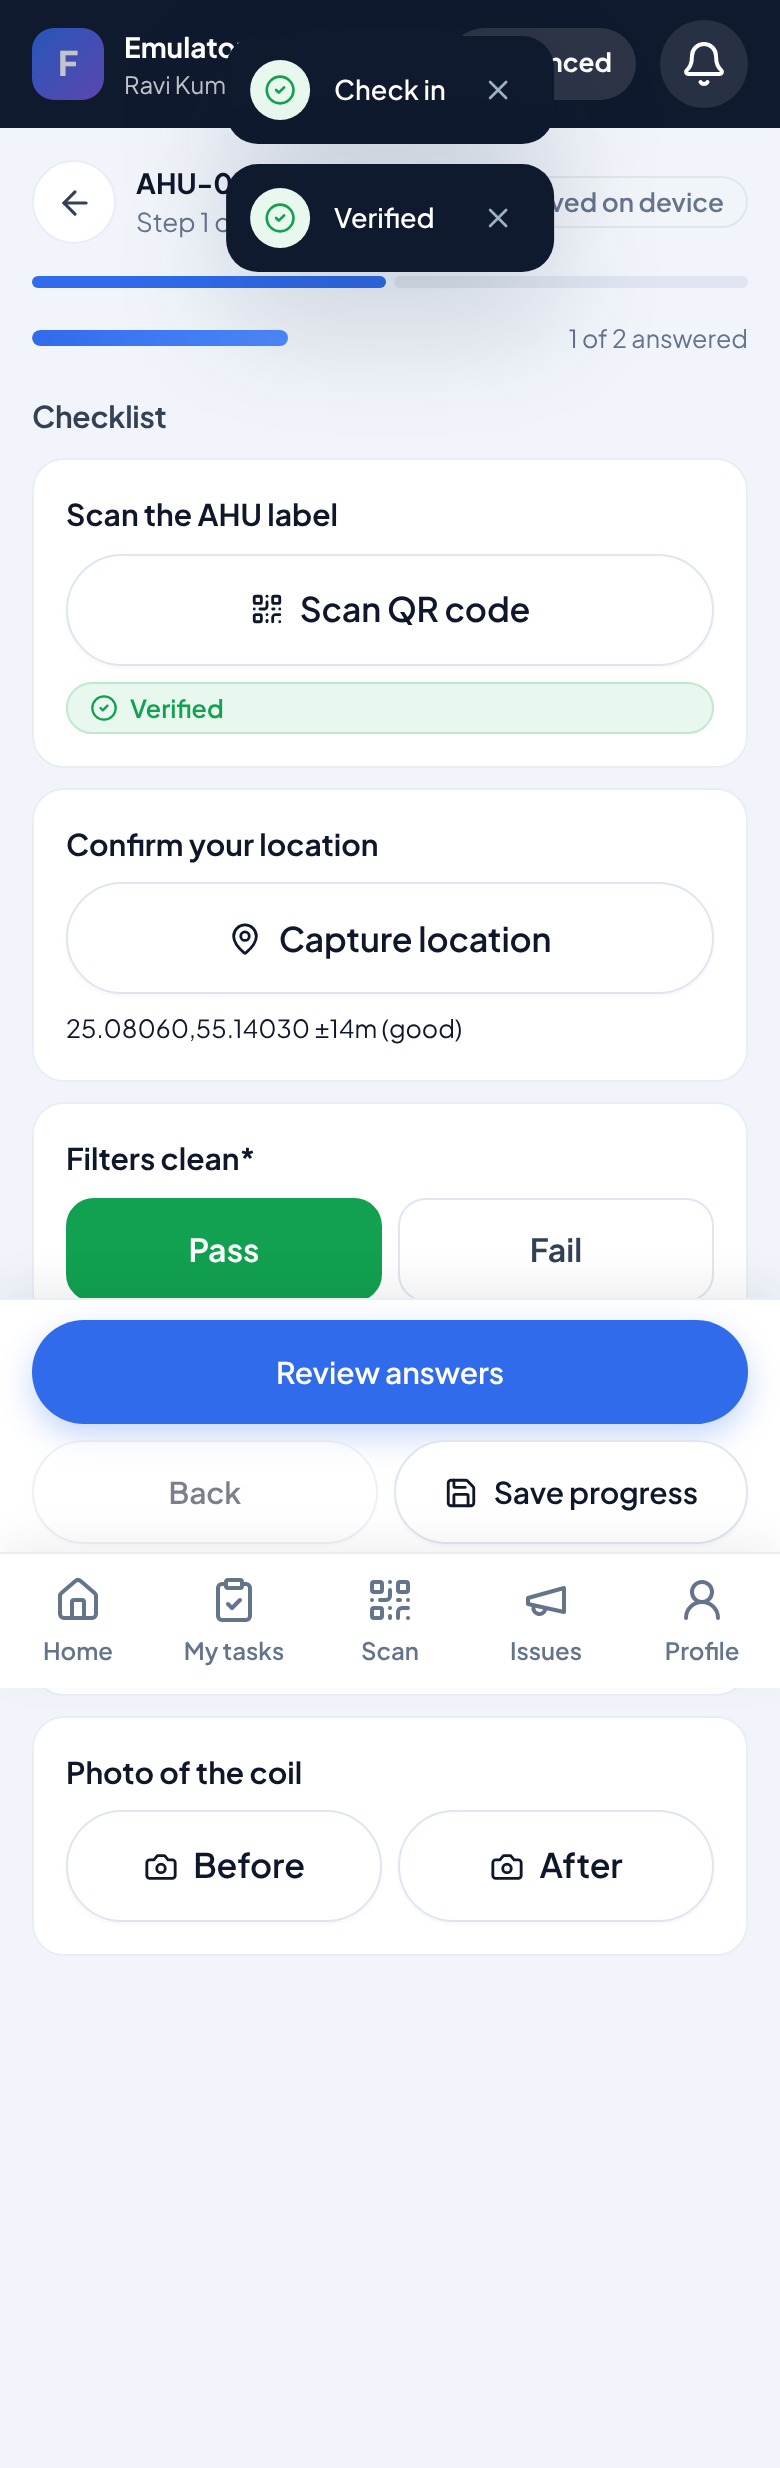 F
Emulato
Ravi Kum
Check in
nced
AHU-0
Step 1 o
Verified
ved on device
1 of 2 answered
Checklist
Scan the AHU label
Scan QR code
Verified
Confirm your location
Capture location
25.08060,55.14030 ±14m (good)
Filters clean*
Pass
Fail
Review answers
Back
Save progress
Home
My tasks
Scan
Issues
Profile
Photo of the coil
Before
After